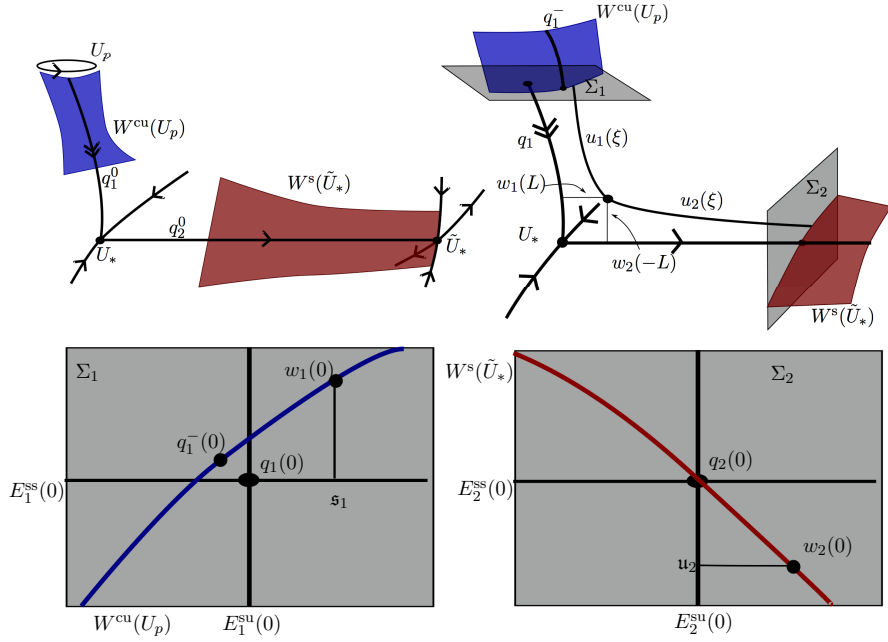 U_p
W^cu(U_p)
q_1^0
U_*
q_2^0
W^s(Ũ_*)
Ũ_*
q_1^-
W^cu(U_p)
Σ_1
q_1
u_1(ξ)
w_1(L)
u_2(ξ)
U_*
w_2(−L)
Σ_2
W^s(Ũ_*)
Σ_1
w_1(0)
q_1^-(0)
q_1(0)
E_1^ss(0)
𝔰_1
W^cu(U_p)
E_1^su(0)
W^s(Ũ_*)
Σ_2
q_2(0)
E_2^ss(0)
w_2(0)
𝔲_2
E_2^su(0)